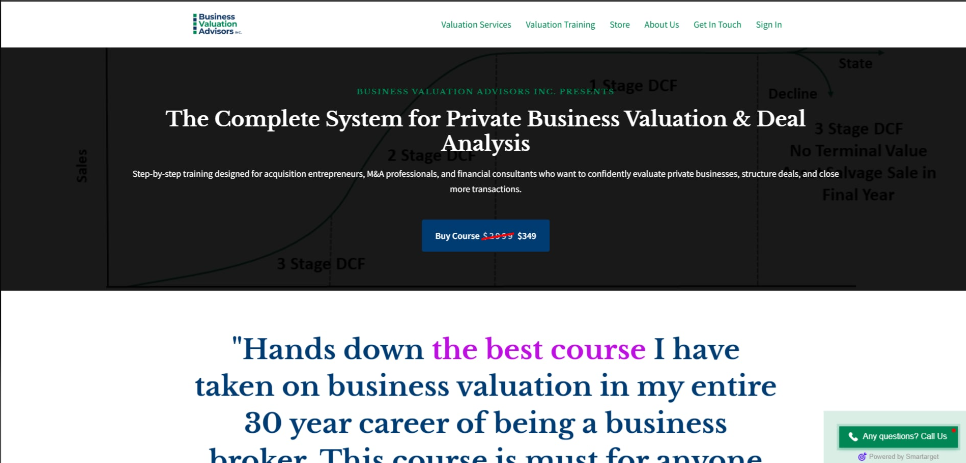 Business
Valuation
Advisors INC.
Valuation Services Valuation Training Store About Us Get In Touch Sign In
State
1 Stage DCF
Decline
BUSINESS VALUATION ADVISORS INC. PRESENTS
The Complete System for Private Business Valuation & Deal
Analysis
3 Stage DCF
No Terminal Value
2 Stage DCF
Sales
Step-by-step training designed for acquisition entrepreneurs, M&A professionals, and financial consultants who want to confidently evaluate private businesses, structure deals, and close
more transactions.
Salvage Sale in
Final Year
Buy Course $349
3 Stage DCF
"Hands down the best course I have
taken on business valuation in my entire
30 year career of being a business
broker. This course is must for anyone
Any questions? Call Us
Powered by Smartarget